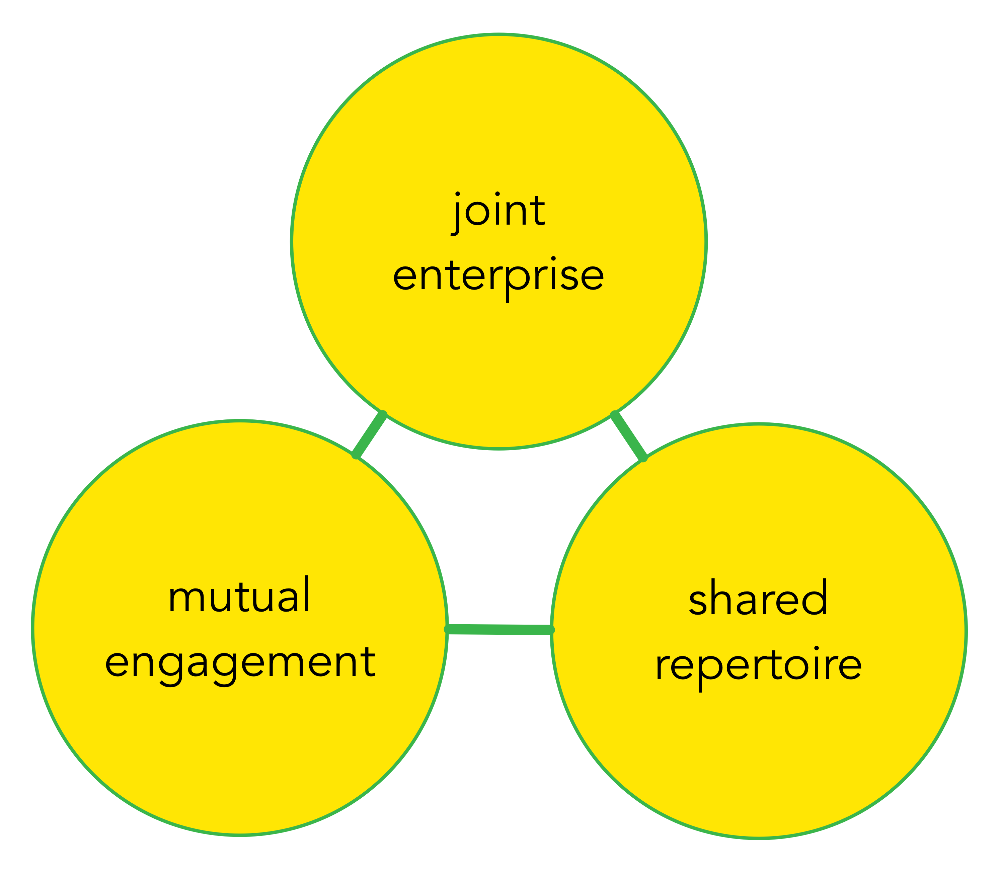 joint
enterprise
mutual
engagement
shared
repertoire